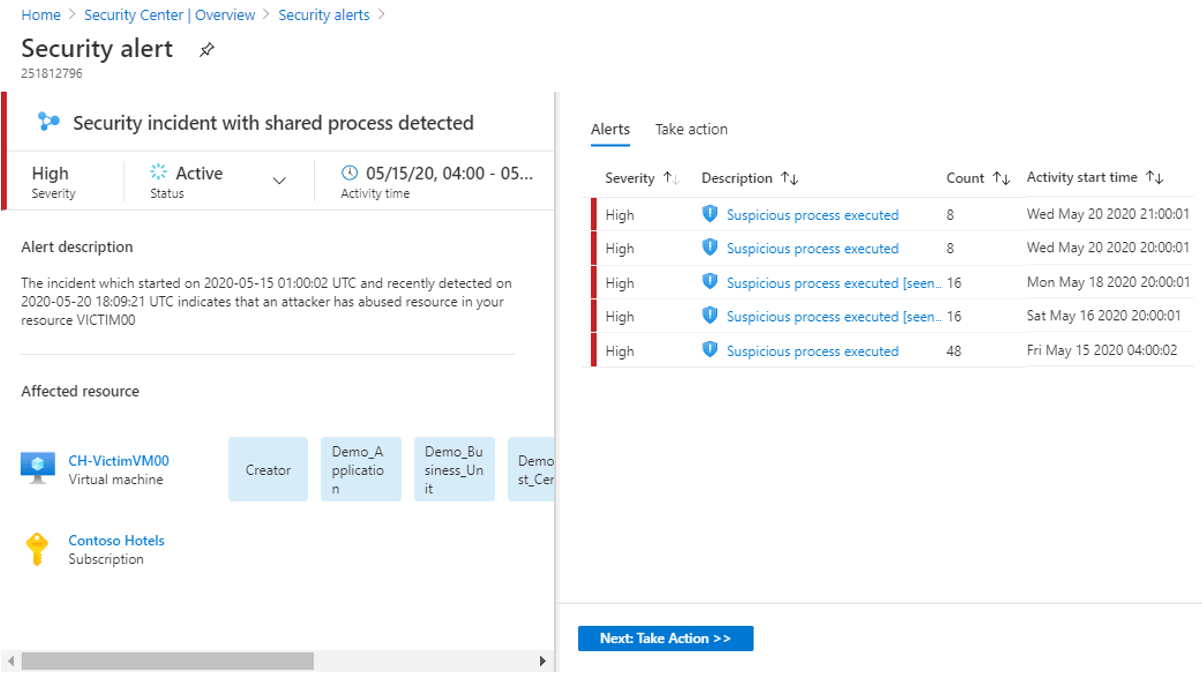 Home > Security Center | Overview > Security alerts >
Security alert
251812796
Security incident with shared process detected
High
Severity
Active
Status
05/15/20, 04:00 - 05...
Activity time
Alert description
The incident which started on 2020-05-15 01:00:02 UTC and recently detected on
2020-05-20 18:09:21 UTC indicates that an attacker has abused resource in your
resource VICTIM00
Affected resource
CH-VictimVM00
Virtual machine
Creator
Demo_A
pplicatio
n
Demo_Bu
siness_Un
it
Demo
st_Cer
Contoso Hotels
Subscription
Alerts Take action
Severity Description Count Activity start time
High Suspicious process executed 8 Wed May 20 2020 21:00:01
High Suspicious process executed 8 Wed May 20 2020 20:00:01
High Suspicious process executed [seen... 16 Mon May 18 2020 20:00:01
High Suspicious process executed [seen... 16 Sat May 16 2020 20:00:01
High Suspicious process executed 48 Fri May 15 2020 04:00:02
Next: Take Action >>